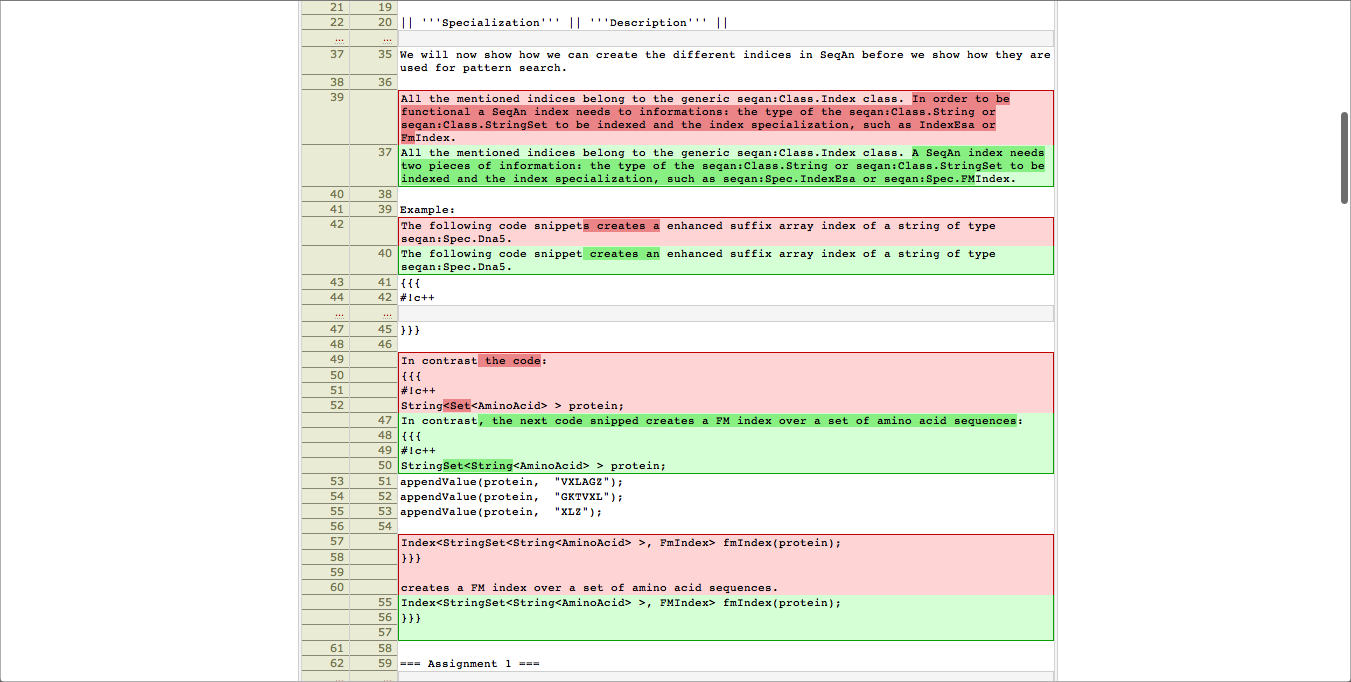 21 19
22 20 || '''Specialization''' || '''Description''' ||
... ...
37 35 We will now show how we can create the different indices in SeqAn before we show how they are
used for pattern search.
38 36
39 All the mentioned indices belong to the generic seqan:Class.Index class. In order to be
functional a SeqAn index needs to informations: the type of the seqan:Class.String or
seqan:Class.StringSet to be indexed and the index specialization, such as IndexEsa or
FmIndex.
37 All the mentioned indices belong to the generic seqan:Class.Index class. A SeqAn index needs
two pieces of information: the type of the seqan:Class.String or seqan:Class.StringSet to be
indexed and the index specialization, such as seqan:Spec.IndexEsa or seqan:Spec.FMIndex.
40 38
41 39 Example:
42 The following code snippets creates a enhanced suffix array index of a string of type
seqan:Spec.Dna5.
40 The following code snippet creates an enhanced suffix array index of a string of type
seqan:Spec.Dna5.
43 41 {{{
44 42 #!c++
... ...
47 45 }}}
48 46
49 In contrast the code:
50 {{{
51 #!c++
52 String<Set<AminoAcid> > protein;
47 In contrast, the next code snipped creates a FM index over a set of amino acid sequences:
48 {{{
49 #!c++
50 StringSet<String<AminoAcid> > protein;
53 51 appendValue(protein, "VXLAGZ");
54 52 appendValue(protein, "GKTVXL");
55 53 appendValue(protein, "XLZ");
56 54
57 Index<StringSet<String<AminoAcid> >, FmIndex> fmIndex(protein);
58 }}}
59
60 creates a FM index over a set of amino acid sequences.
55 Index<StringSet<String<AminoAcid> >, FMIndex> fmIndex(protein);
56 }}}
57
61 58
62 59 === Assignment 1 ===
... ...